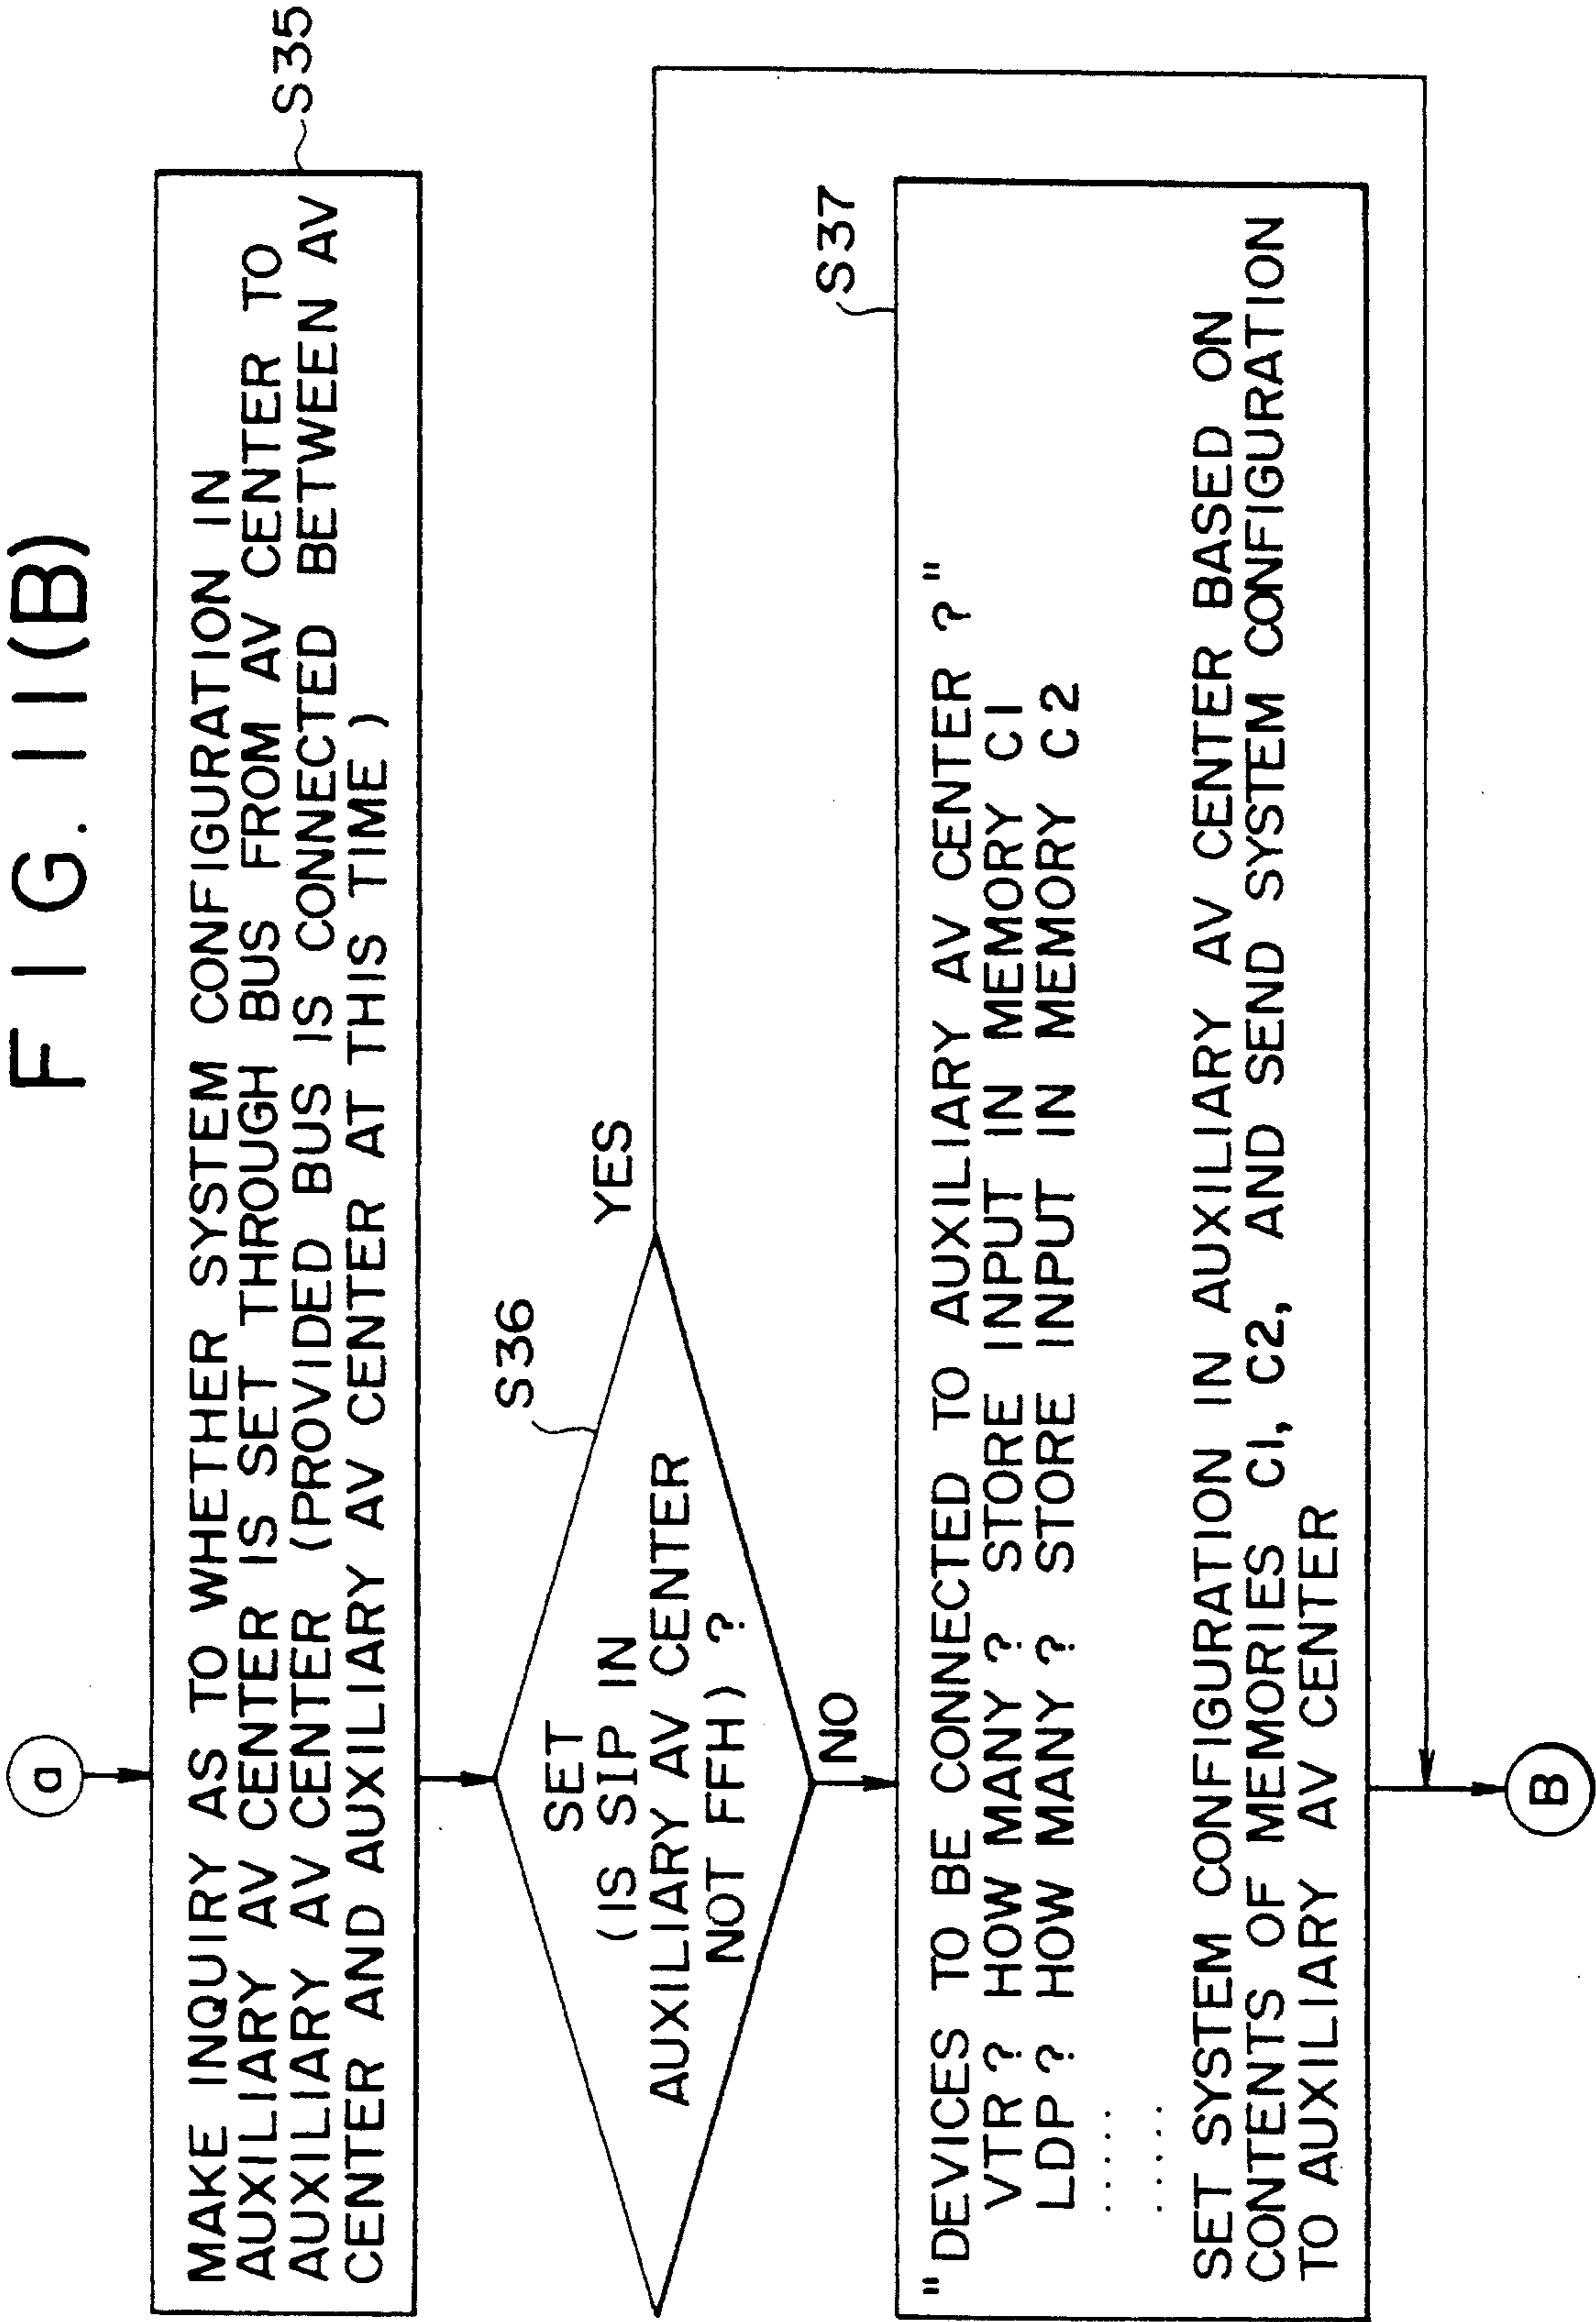 FIG. 11(B)
a
MAKE INQUIRY AS TO WHETHER SYSTEM CONFIGURATION IN
AUXILIARY AV CENTER IS SET THROUGH BUS FROM AV CENTER TO
AUXILIARY AV CENTER (PROVIDED BUS IS CONNECTED BETWEEN AV
CENTER AND AUXILIARY AV CENTER AT THIS TIME)
S35
S36
SET
(IS SIP IN
AUXILIARY AV CENTER
NOT FFH) ?
YES
NO
S37
"DEVICES TO BE CONNECTED TO AUXILIARY AV CENTER ?"
VTR ? HOW MANY ? STORE INPUT IN MEMORY C1
LDP ? HOW MANY ? STORE INPUT IN MEMORY C2
.....
.....
SET SYSTEM CONFIGURATION IN AUXILIARY AV CENTER BASED ON
CONTENTS OF MEMORIES C1, C2, AND SEND SYSTEM CONFIGURATION
TO AUXILIARY AV CENTER
B